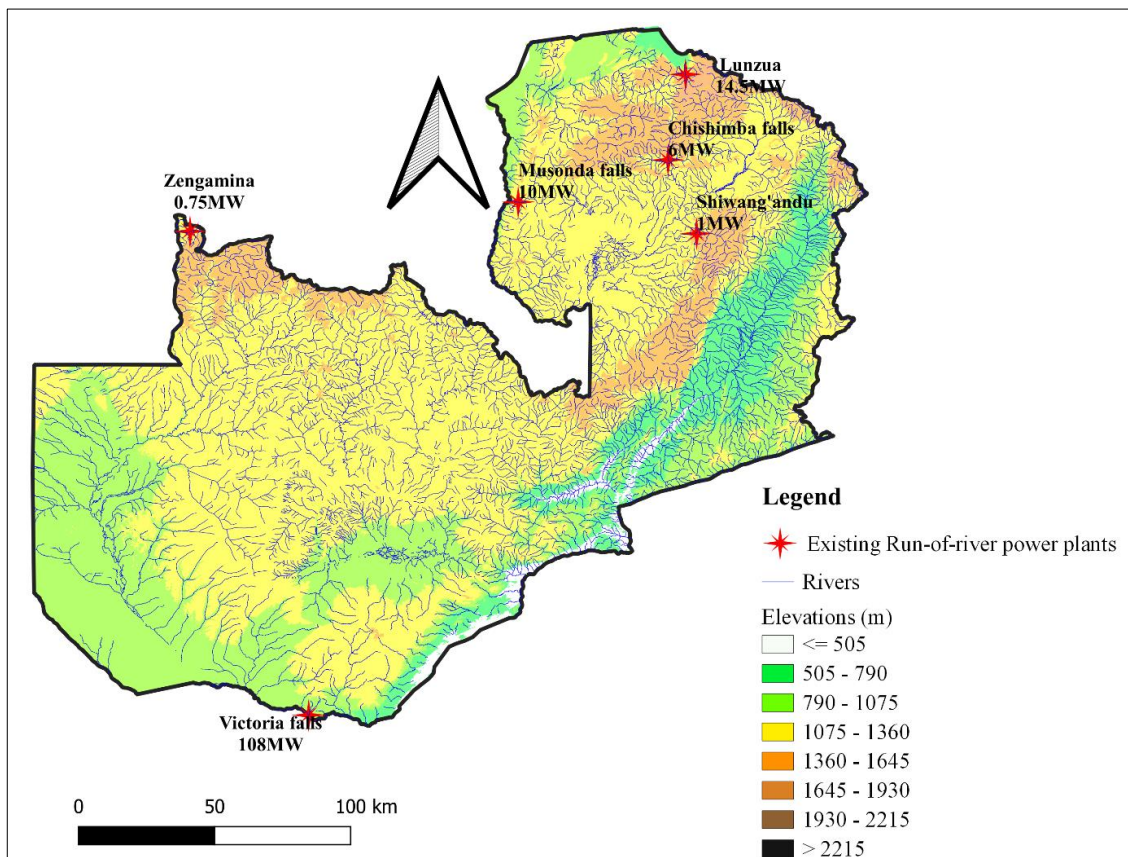 Lunzua
14.5MW
Chishimba falls
6MW
Musonda falls
10MW
Zengamina
0.75MW
Shiwang'andu
1MW
Victoria falls
108MW
Legend
Existing Run-of-river power plants
Rivers
Elevations (m)
<= 505
505 - 790
790 - 1075
1075 - 1360
1360 - 1645
1645 - 1930
1930 - 2215
> 2215
0 50 100 km